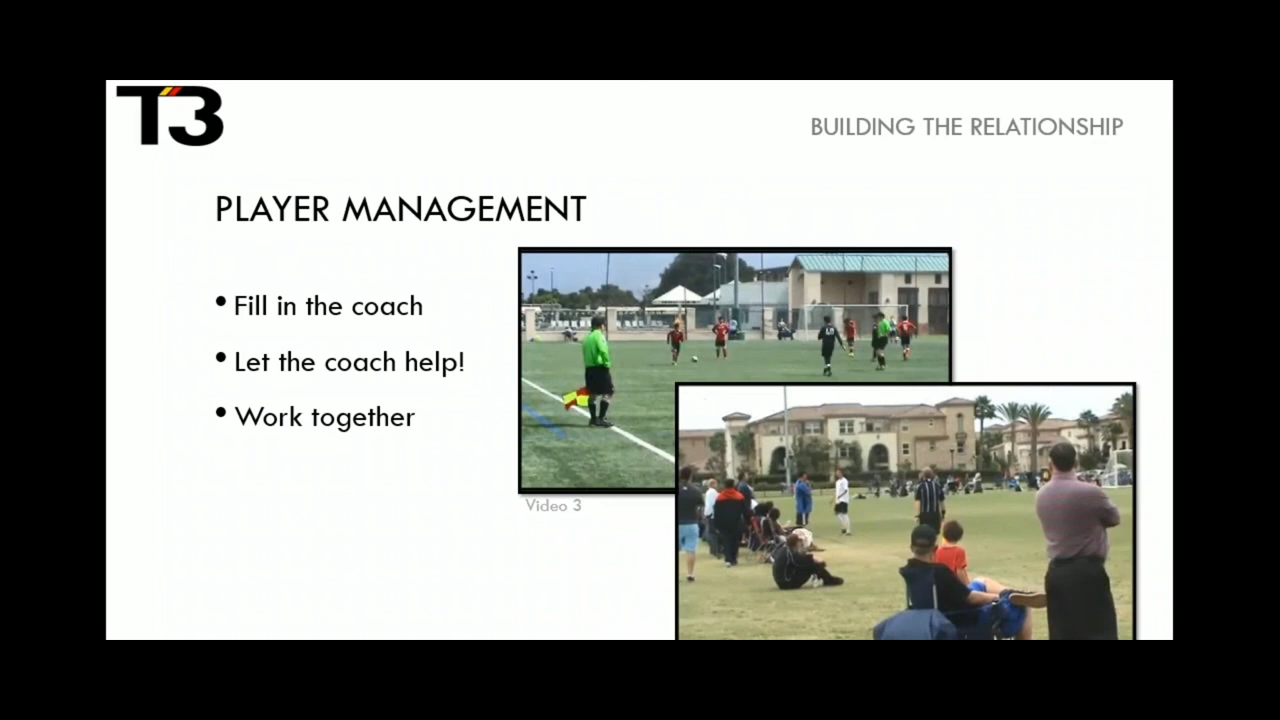 T3
BUILDING THE RELATIONSHIP
PLAYER MANAGEMENT
• Fill in the coach
• Let the coach help!
• Work together
Video 3